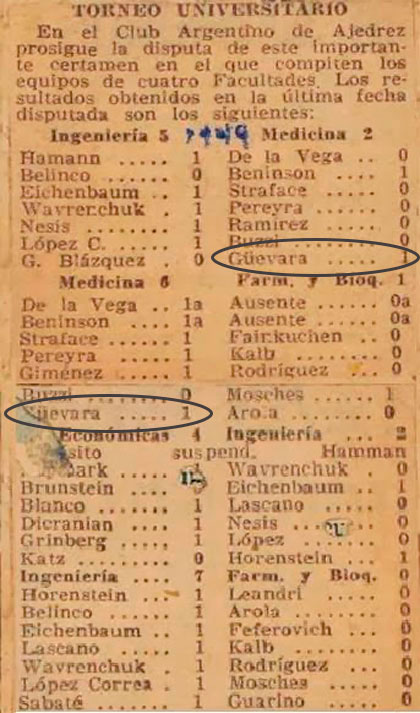 TORNEO UNIVERSITARIO
En el Club Argentino de Ajedrez
prosigue la disputa de este importan-
te certamen en el que compiten los
equipos de cuatro Facultades. Los re-
sultados obtenidos en la última fecha
disputada son los siguientes:
Ingeniería 5 Medicina 2
Hamann ..... 1 De la Vega .. 0
Belinco ...... 0 Beninson .... 1
Eichenbaum .. 1 Straface ..... 0
Wavrenchuk . 1 Pereyra ..... 0
Nesis ........ 1 Ramírez ..... 0
López C. .... 1 Buzzi ....... 0
G. Blázquez . 0 Güevara ..... 1
Medicina 6 Farm. y Bioq. 1
De la Vega .. 1a Ausente .... 0a
Beninson .... 1a Ausente .... 0a
Straface ..... 1 Fainkuchen .. 0
Pereyra ..... 1 Kalb ........ 0
Giménez .... 1 Rodríguez ... 0
Buzzi ....... 0 Mosches .... 1
Güevara ..... 1 Arola ....... 0
Económicas 4 Ingeniería ... 2
suspend. Hamman
1 Wavrenchuk . 0
Brunstein .... 1 Eichenbaum .. 1
Blanco ...... 1 Lascano ..... 0
Dicranian ... 1 Nesis 0
Grinberg .... 1 López ....... 0
Katz ........ 0 Horenstein ... 1
Ingeniería .... 7 Farm. y Bioq. 0
Horenstein ... 1 Leandri ..... 0
Belinco ...... 1 Arola ....... 0
Eichenbaum .. 1 Feferovich ... 0
Lascano ..... 1 Kalb ........ 0
Wavrenchuk . 1 Rodríguez ... 0
López Correa . 1 Mosches .... 0
Sabaté ...... 1 Guarino ..... 0